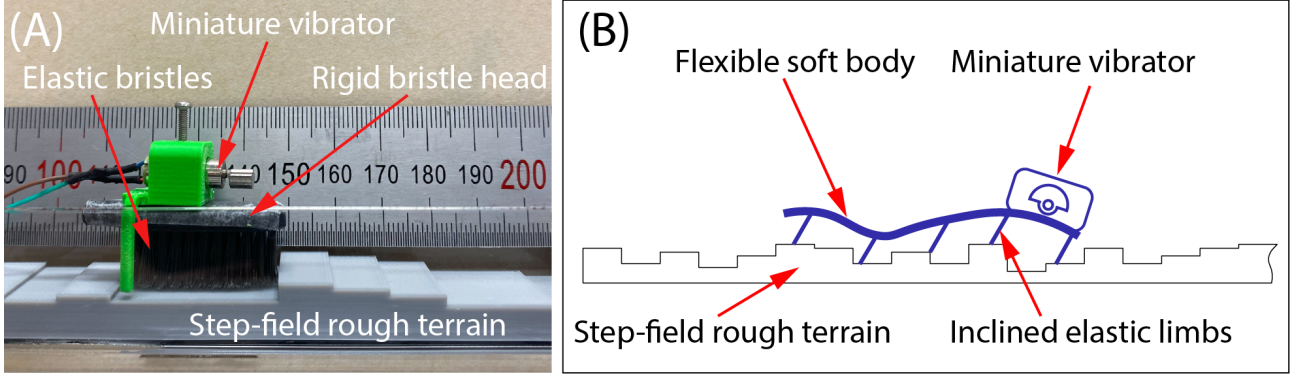 (A)
Miniature vibrator
Elastic bristles
Rigid bristle head
90 100 140 150 160 170 180 190 200
Step-field rough terrain
(B)
Flexible soft body
Miniature vibrator
Step-field rough terrain
Inclined elastic limbs